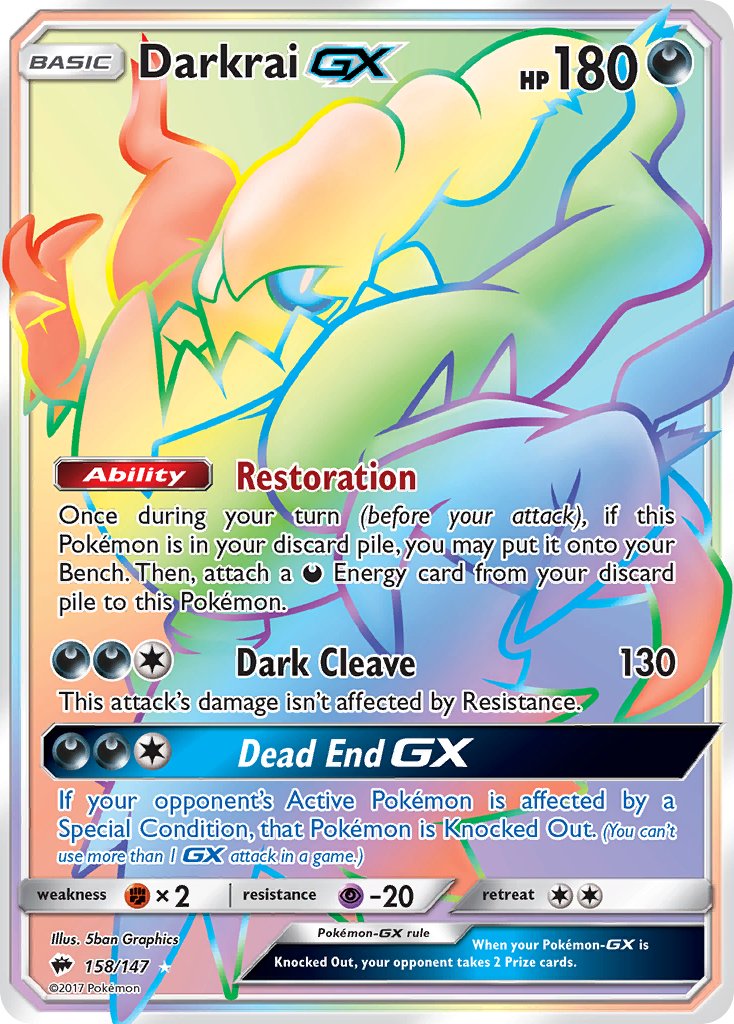 BASIC Darkrai GX HP 180
Ability Restoration
Once during your turn (before your attack), if this
Pokémon is in your discard pile, you may put it onto your
Bench. Then, attach a Energy card from your discard
pile to this Pokémon.
Dark Cleave 130
This attack's damage isn't affected by Resistance.
Dead End GX
If your opponent's Active Pokémon is affected by a
Special Condition, that Pokémon is Knocked Out. (You can't
use more than 1 GX attack in a game.)
weakness × 2 resistance -20 retreat
Illus. 5ban Graphics
158/147
©2017 Pokémon
Pokémon-GX rule
When your Pokémon-GX is
Knocked Out, your opponent takes 2 Prize cards.